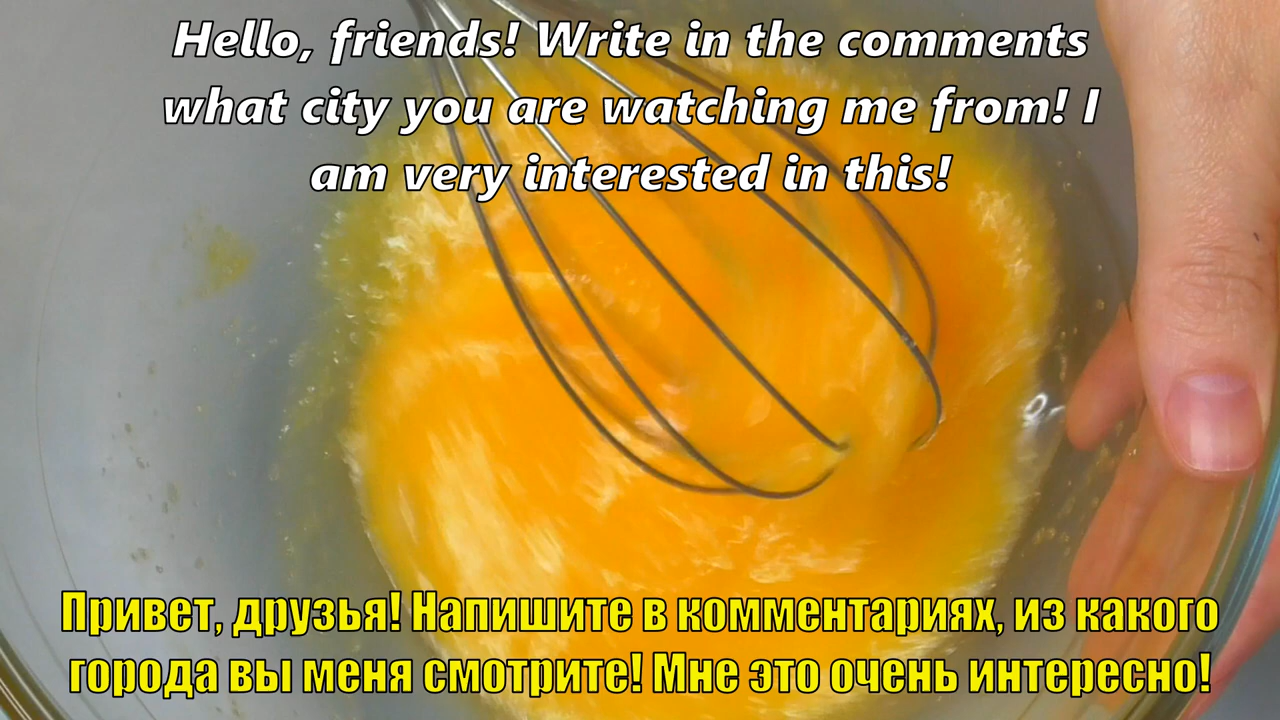 Hello, friends! Write in the comments
what city you are watching me from! I
am very interested in this!
Привет, друзья! Напишите в комментариях, из какого
города вы меня смотрите! Мне это очень интересно!